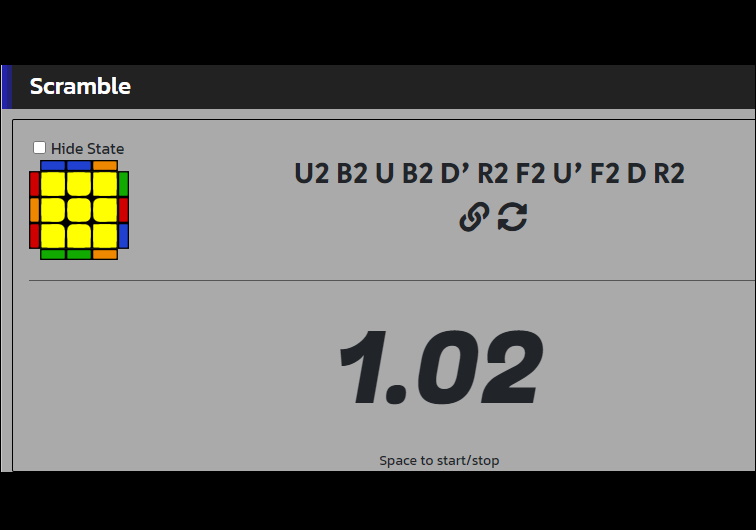 Scramble
Hide State
U2 B2 U B2 D’ R2 F2 U’ F2 D R2
1.02
Space to start/stop